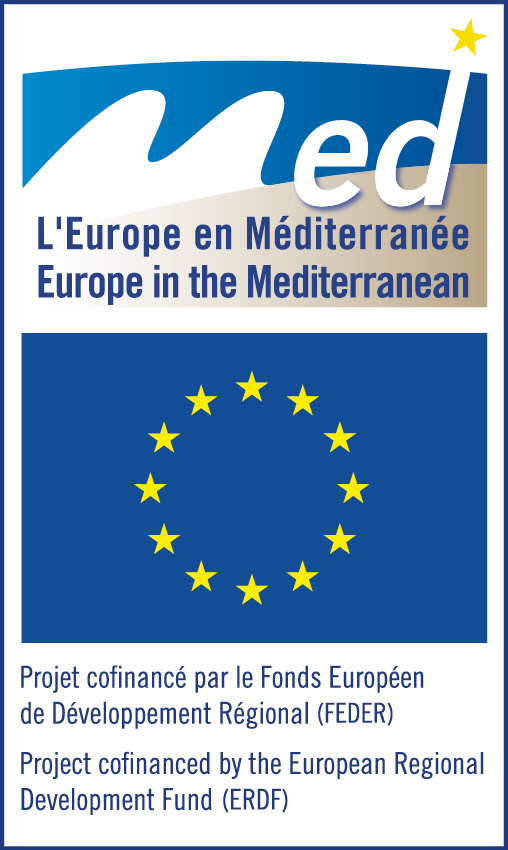 Med
L'Europe en Méditerranée
Europe in the Mediterranean
Projet cofinancé par le Fonds Européen
de Développement Régional (FEDER)
Project cofinanced by the European Regional
Development Fund (ERDF)